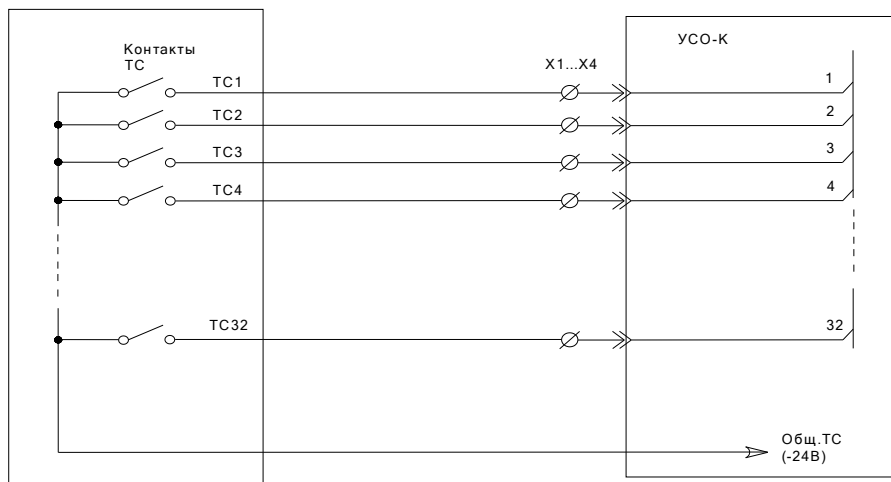 Контакты
ТС
УСО-К
Х1...Х4
ТС1
1
ТС2
2
ТС3
3
ТС4
4
ТС32
32
Общ.ТС
(-24В)